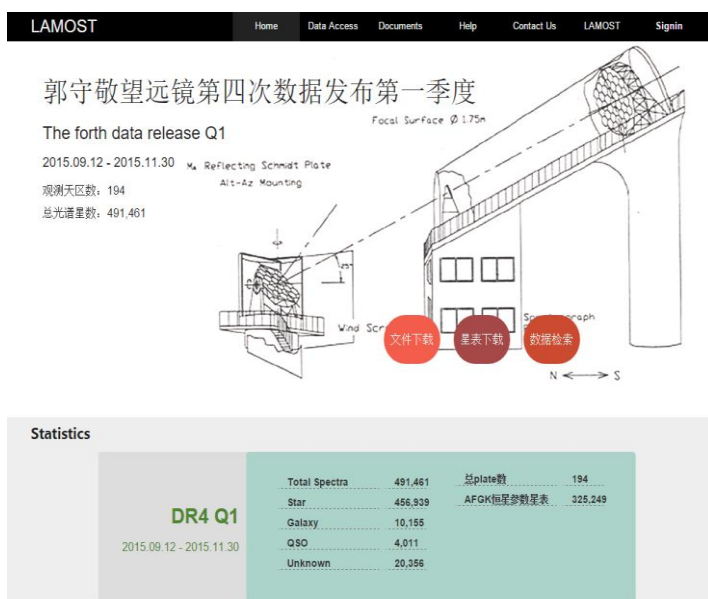 LAMOST Home Data Access Documents Help Contact Us LAMOST Signin
郭守敬望远镜第四次数据发布第一季度
Focal Surface Ø 1.75m
The forth data release Q1
2015.09.12 - 2015.11.30
MA Reflecting Schmidt Plate
Alt-Az Mounting
观测天区数：194
总光谱星数：491,461
25°
Wind
文件下载
星表下载
数据检索
N S
Statistics
DR4 Q1
2015.09.12 - 2015.11.30
Total Spectra 491,461
Star 456,939
Galaxy 10,155
QSO 4,011
Unknown 20,356
总plate数 194
AFGK恒星参数星表 325,249